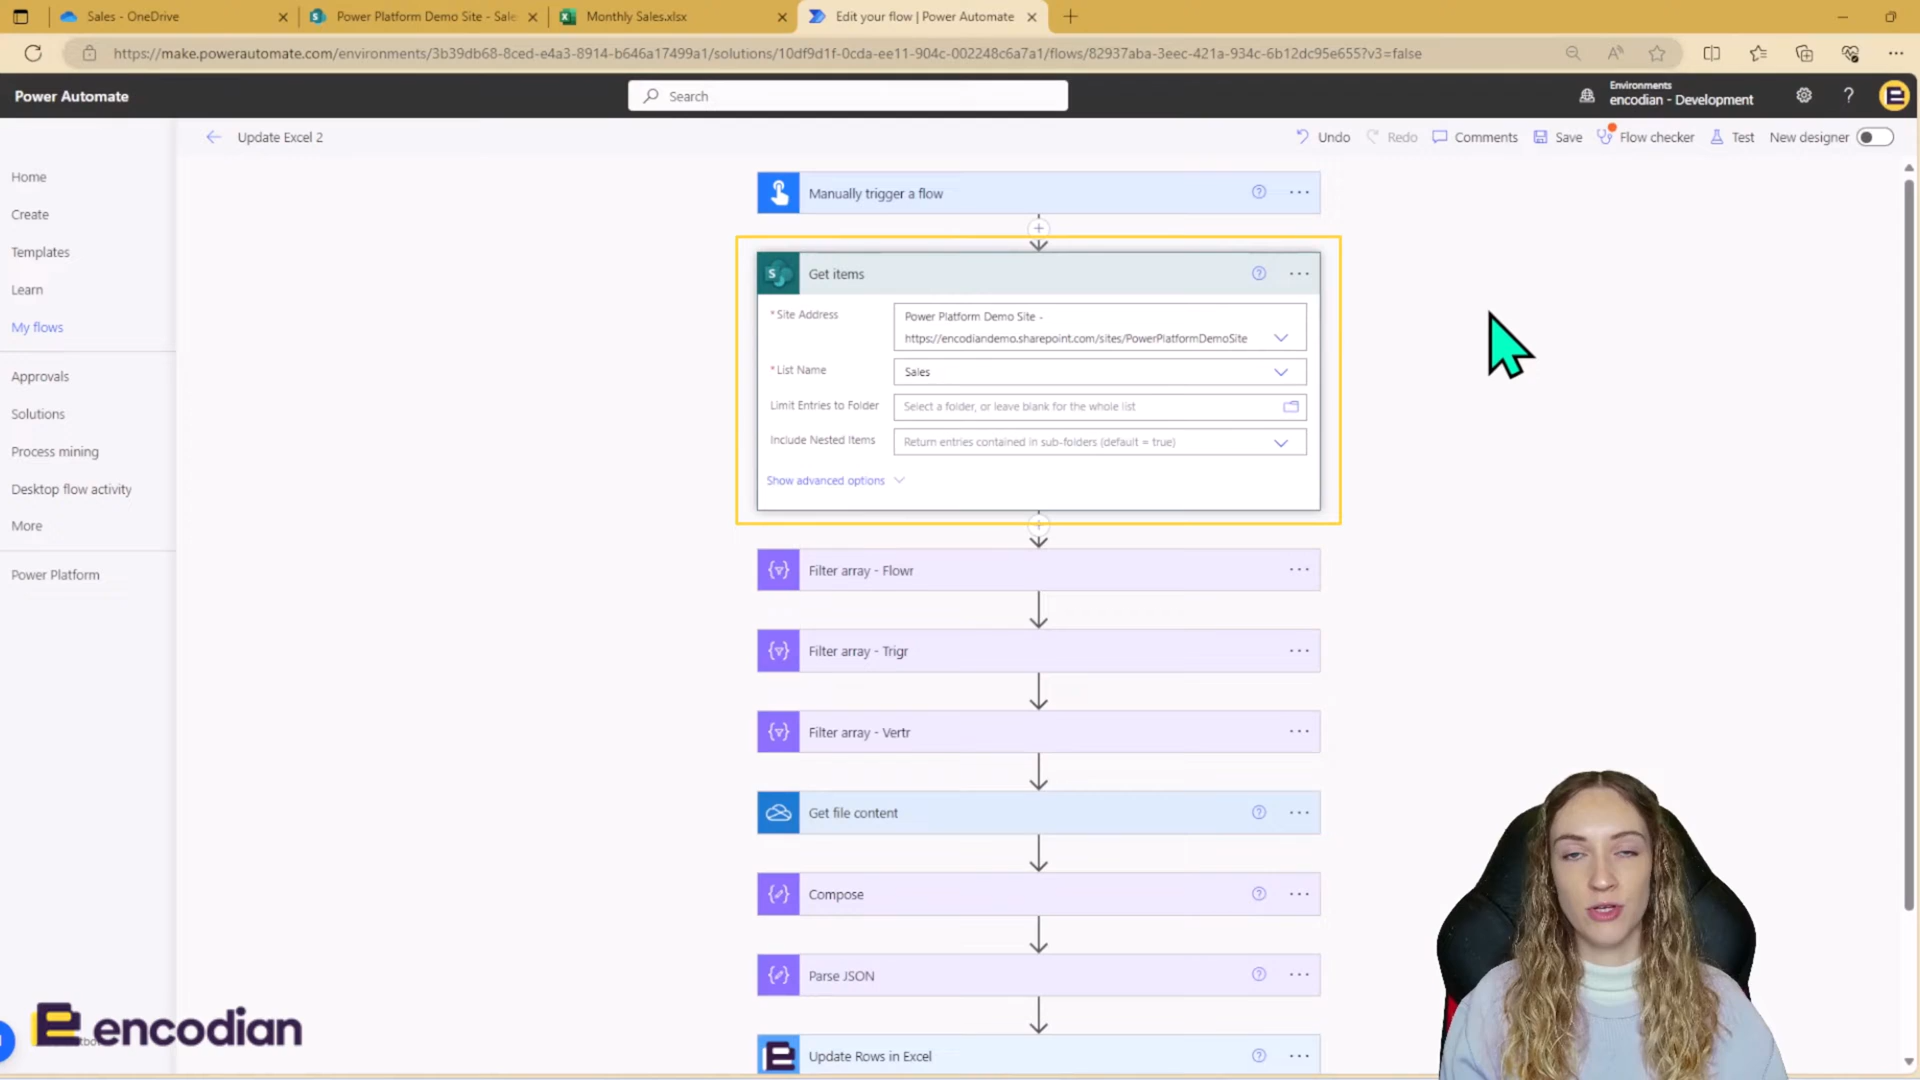 Sales - OneDrive
Power Platform Demo Site - Sale
Monthly Sales.xlsx
Edit your flow | Power Automate
https://make.powerautomate.com/environments/3b39db68-8ced-e4a3-8914-b646a17499a1/solutions/10df9d1f-0cda-ee11-904c-002248c6a7a1/flows/82937aba-3eec-421a-934c-6b12dc95e655?v3=false
Power Automate
Search
Environments
encodian - Development
Update Excel 2
Undo
Redo
Comments
Save
Flow checker
Test
New designer
Home
Create
Templates
Learn
My flows
Approvals
Solutions
Process mining
Desktop flow activity
More
Power Platform
Manually trigger a flow
Get items
* Site Address
Power Platform Demo Site -
https://encodiandemo.sharepoint.com/sites/PowerPlatformDemoSite
* List Name
Sales
Limit Entries to Folder
Select a folder, or leave blank for the whole list
Include Nested Items
Return entries contained in sub-folders (default = true)
Show advanced options
Filter array - Flowr
Filter array - Trigr
Filter array - Vertr
Get file content
Compose
Parse JSON
Update Rows in Excel
encodian